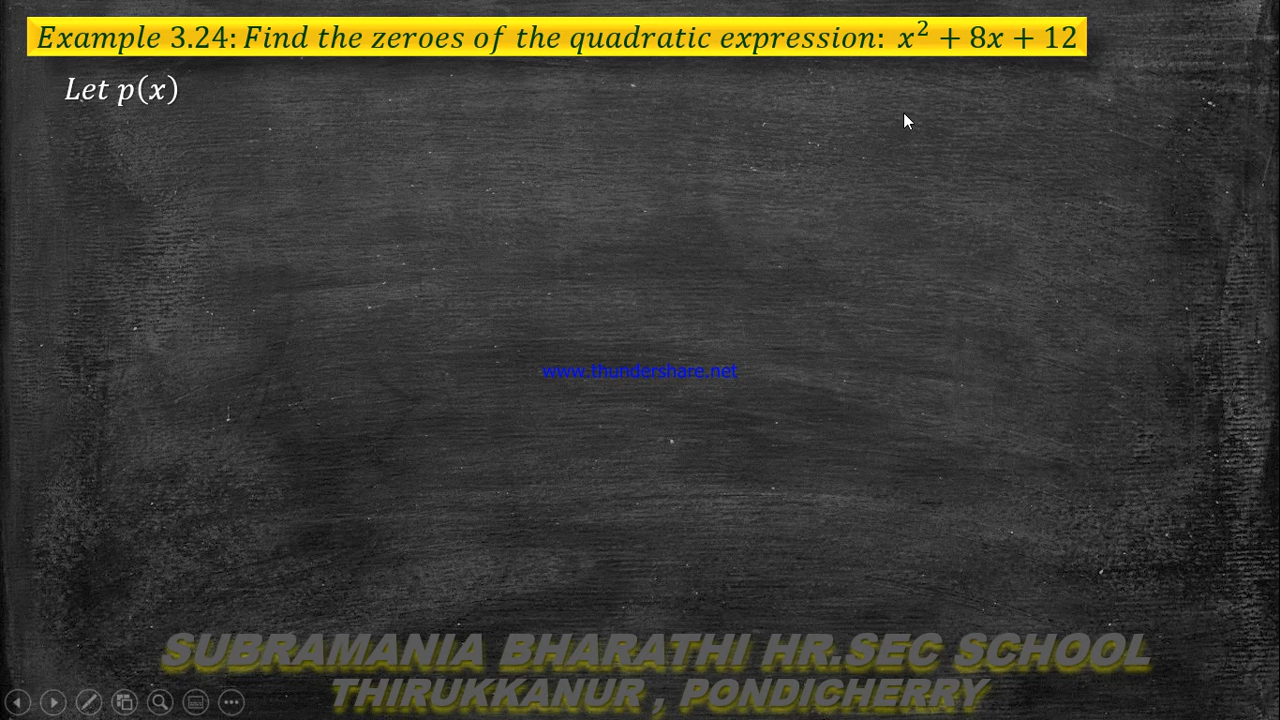 Example 3.24: Find the zeroes of the quadratic expression: x² + 8x + 12
Let p(x)
www.thundershare.net
SUBRAMANIA BHARATHI HR.SEC SCHOOL
THIRUKKANUR , PONDICHERRY